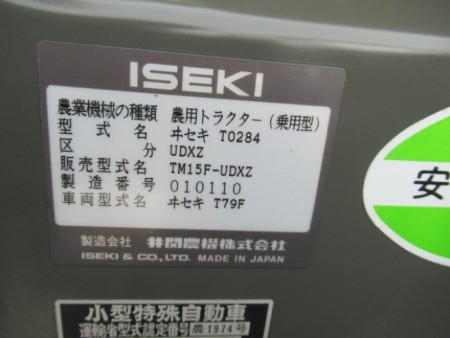 ISEKI
農業機械の種類 農用トラクター(乗用型)
型式名 ヰセキ T0284
区分 UDXZ
販売型式名 TM15F-UDXZ
製造番号 010110
車両型式名 ヰセキ T79F
製造会社 井関農機株式会社
ISEKI & CO., LTD. MADE IN JAPAN
安
小型特殊自動車
運輸省型式認定番号 農1974号